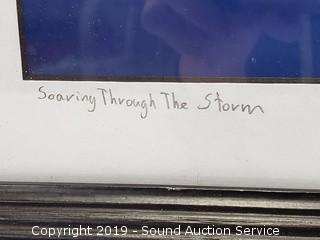 Soaring Through The Storm
Copyright 2019 - Sound Auction Service